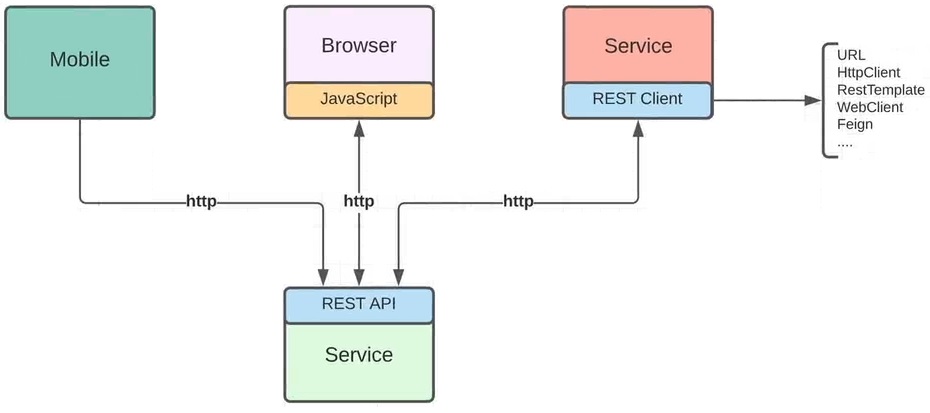 Mobile
Browser
JavaScript
Service
REST Client
URL
HttpClient
RestTemplate
WebClient
Feign
....
http
http
http
REST API
Service